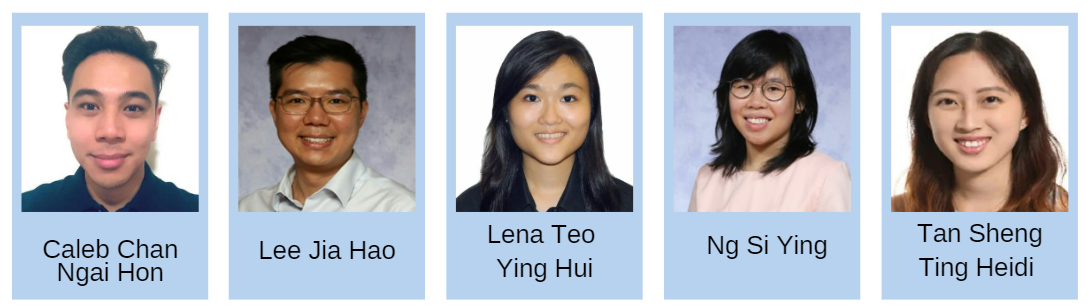 Caleb Chan
Ngai Hon
Lee Jia Hao
Lena Teo
Ying Hui
Ng Si Ying
Tan Sheng
Ting Heidi